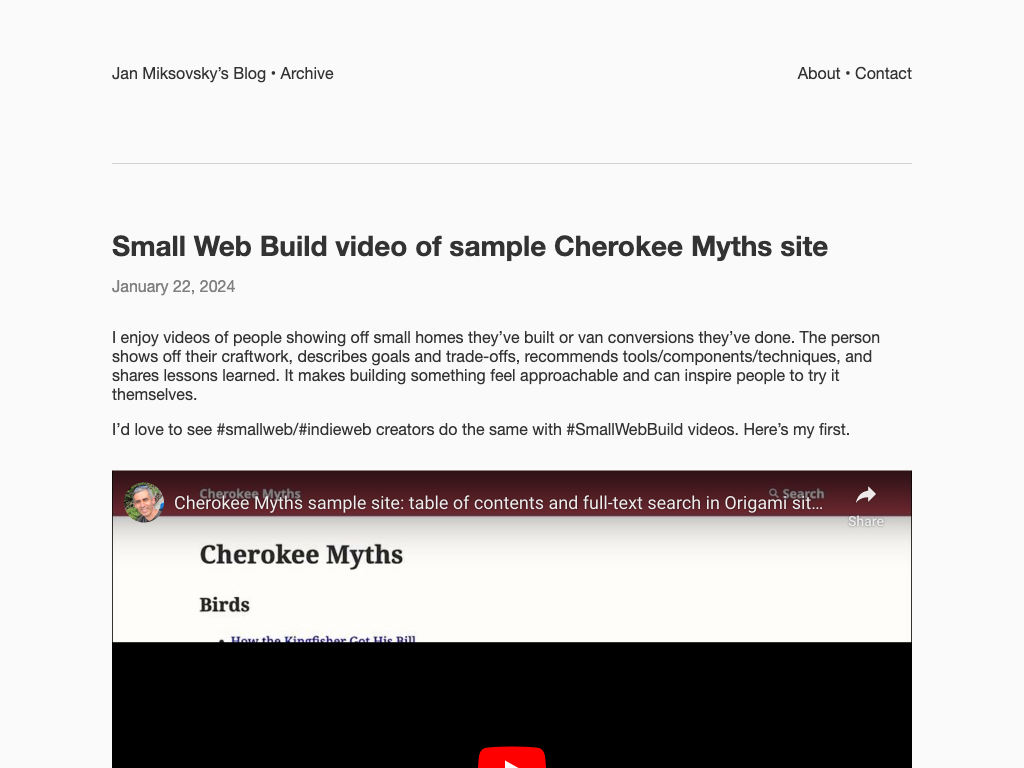 Jan Miksovsky’s Blog • Archive
About • Contact
Small Web Build video of sample Cherokee Myths site
January 22, 2024
I enjoy videos of people showing off small homes they’ve built or van conversions they’ve done. The person
shows off their craftwork, describes goals and trade-offs, recommends tools/components/techniques, and
shares lessons learned. It makes building something feel approachable and can inspire people to try it
themselves.
I’d love to see #smallweb/#indieweb creators do the same with #SmallWebBuild videos. Here’s my first.
Cherokee Myths
Search
Cherokee Myths sample site: table of contents and full-text search in Origami sit…
Share
Cherokee Myths
Birds
• How the Kingfisher Got His Bill